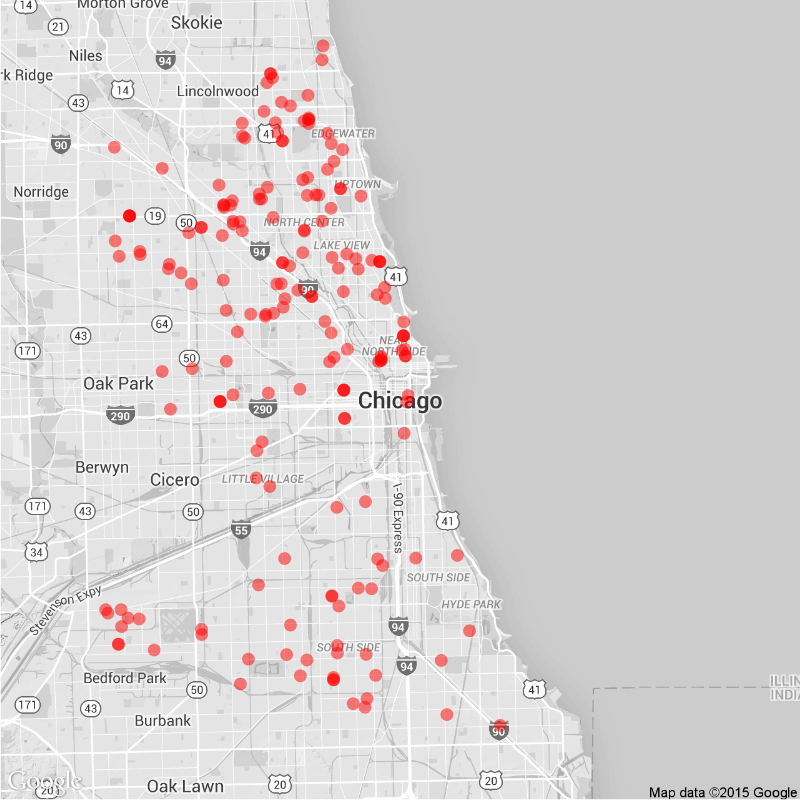 14
Morton Grove
Skokie
21
Niles
94
rk Ridge
14
Lincolnwood
43
41
EDGEWATER
90
Norridge
UPTOWN
19
50
NORTH CENTER
94
LAKE VIEW
41
90
64
43
171
50
NEAR
NORTH SIDE
Oak Park
290
290
Chicago
Berwyn
Cicero
LITTLE VILLAGE
171
43
50
I-90 Express
41
55
34
SOUTH SIDE
Stevenson Expy
HYDE PARK
94
SOUTH SIDE
94
Bedford Park
50
41
ILLIN
INDIA
171
43
Burbank
90
Google
20
Oak Lawn
20
20
Map data ©2015 Google